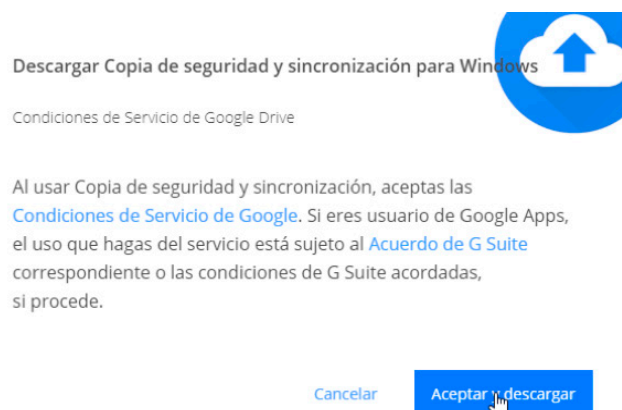 Descargar Copia de seguridad y sincronización para Windows
Condiciones de Servicio de Google Drive
Al usar Copia de seguridad y sincronización, aceptas las
Condiciones de Servicio de Google. Si eres usuario de Google Apps,
el uso que hagas del servicio está sujeto al Acuerdo de G Suite
correspondiente o las condiciones de G Suite acordadas,
si procede.
Cancelar
Aceptar y descargar